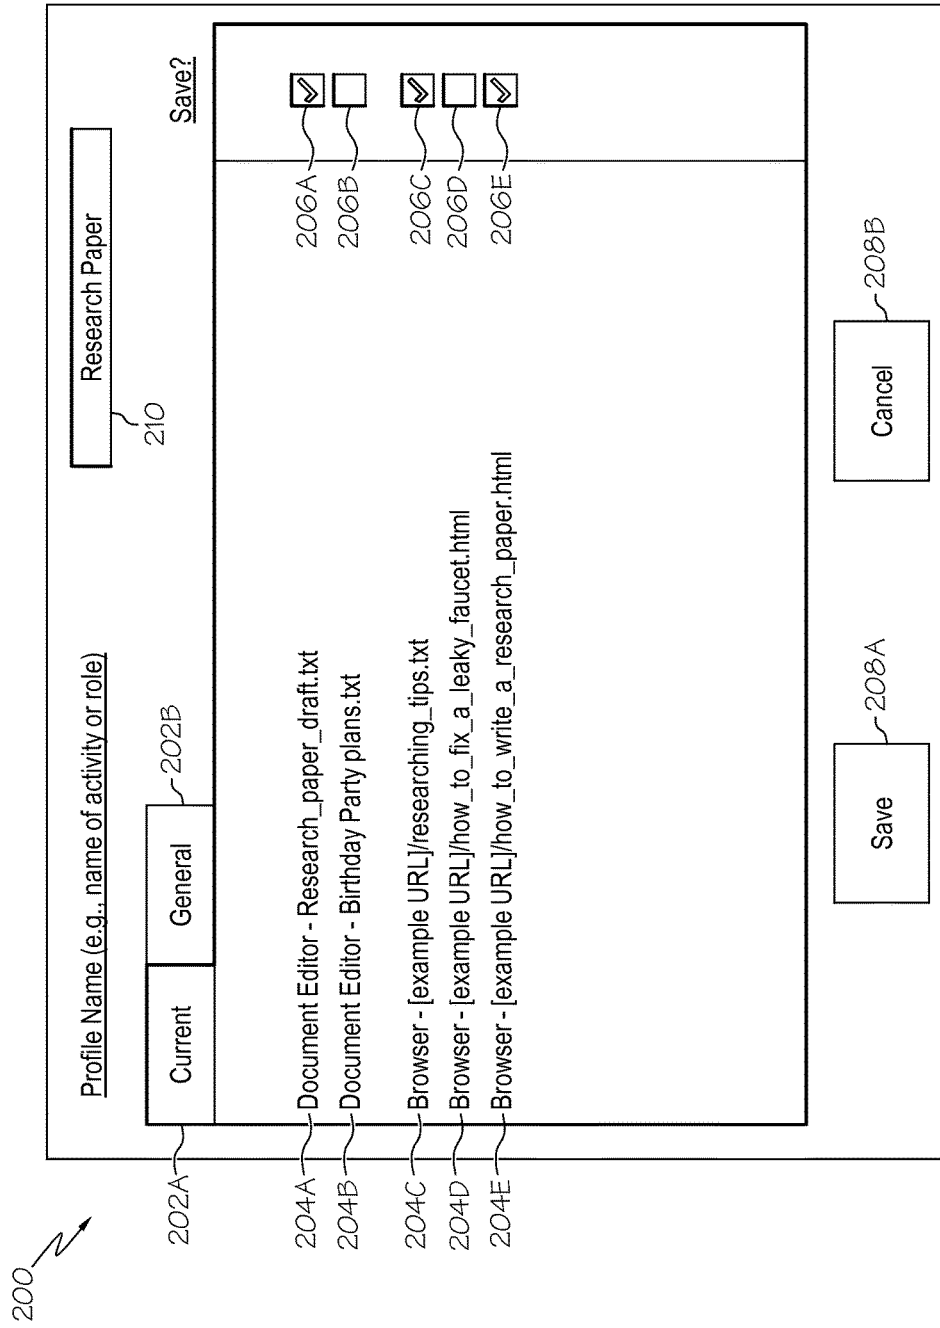 200
Profile Name (e.g., name of activity or role)
Research Paper
210
202A
Current
General
202B
Save?
204A
Document Editor - Research_paper_draft.txt
206A
204B
Document Editor - Birthday Party plans.txt
206B
204C
Browser - [example URL]/researching_tips.txt
206C
204D
Browser - [example URL]/how_to_fix_a_leaky_faucet.html
206D
204E
Browser - [example URL]/how_to_write_a_research_paper.html
206E
Save
208A
Cancel
208B